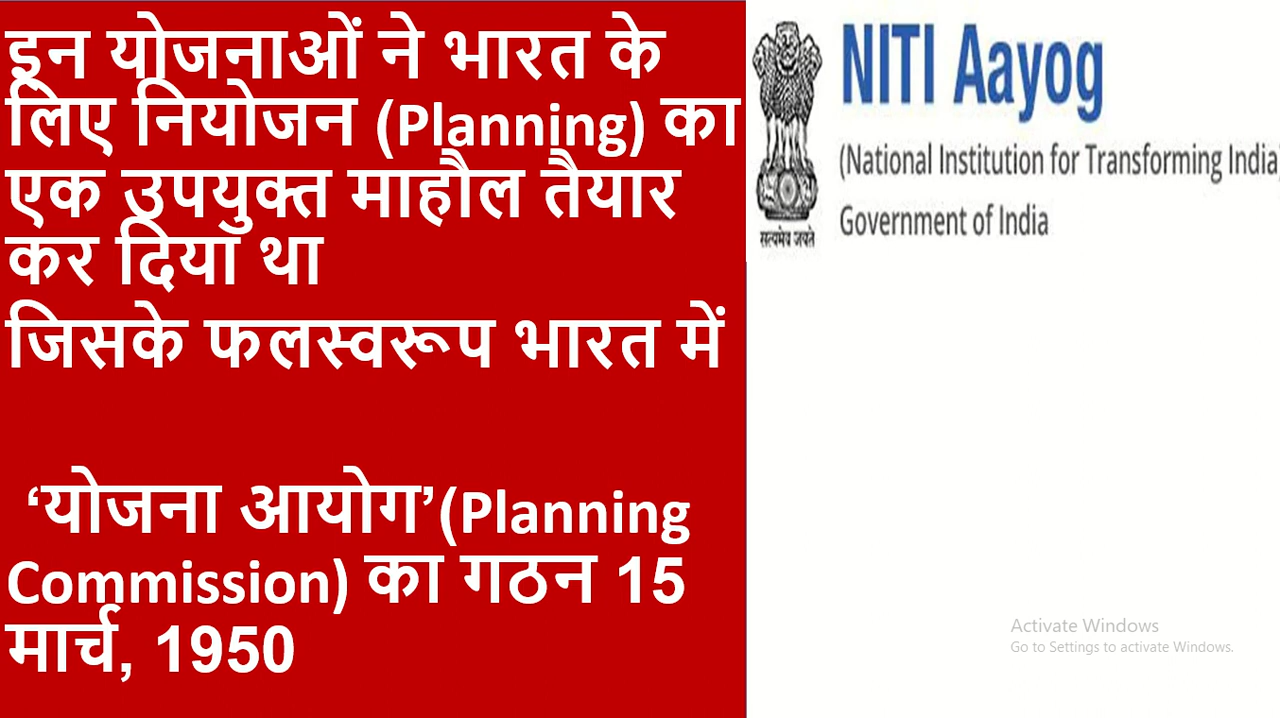 इन योजनाओं ने भारत के
लिए नियोजन (Planning) का
एक उपयुक्त माहौल तैयार
कर दिया था
जिसके फलस्वरूप भारत में
‘योजना आयोग’(Planning
Commission) का गठन 15
मार्च, 1950
NITI Aayog
(National Institution for Transforming India)
Government of India
सत्यमेव जयते
Activate Windows
Go to Settings to activate Windows.